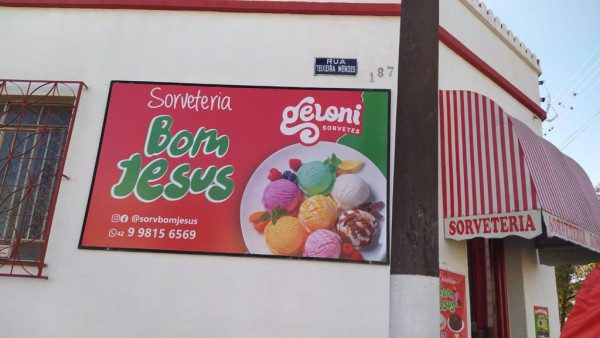 RUA
TEIXEIRA MENDES
187
Sorveteria
Bom
Jesus
@sorvbomjesus
42 9 9815 6569
geloni
SORVETES
SORVETERIA
SORVETERIA